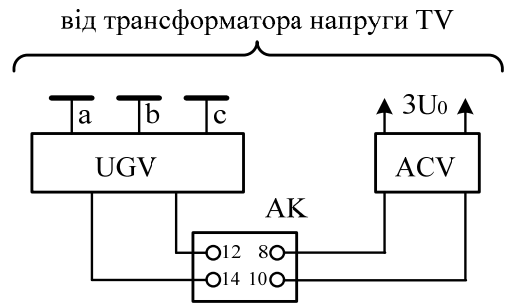 від трансформатора напруги TV
a b c 3U₀
UGV ACV
AK
12 8
14 10